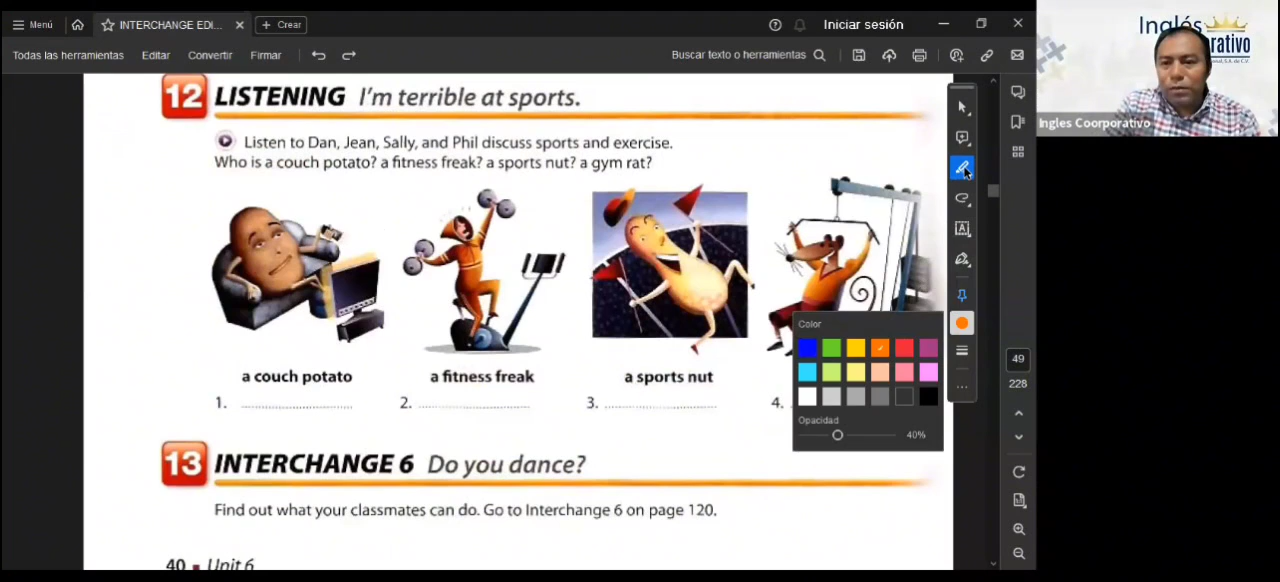 Menú
INTERCHANGE EDI...
+ Crear
Iniciar sesión
Todas las herramientas
Editar
Convertir
Firmar
Buscar texto o herramientas
Inglés
rativo
Ingles Coorporativo
12 LISTENING I'm terrible at sports.
Listen to Dan, Jean, Sally, and Phil discuss sports and exercise.
Who is a couch potato? a fitness freak? a sports nut? a gym rat?
a couch potato
a fitness freak
a sports nut
1.
2.
3.
4.
Color
Opacidad
40%
49
228
13 INTERCHANGE 6 Do you dance?
Find out what your classmates can do. Go to Interchange 6 on page 120.
40 ■ Unit 6